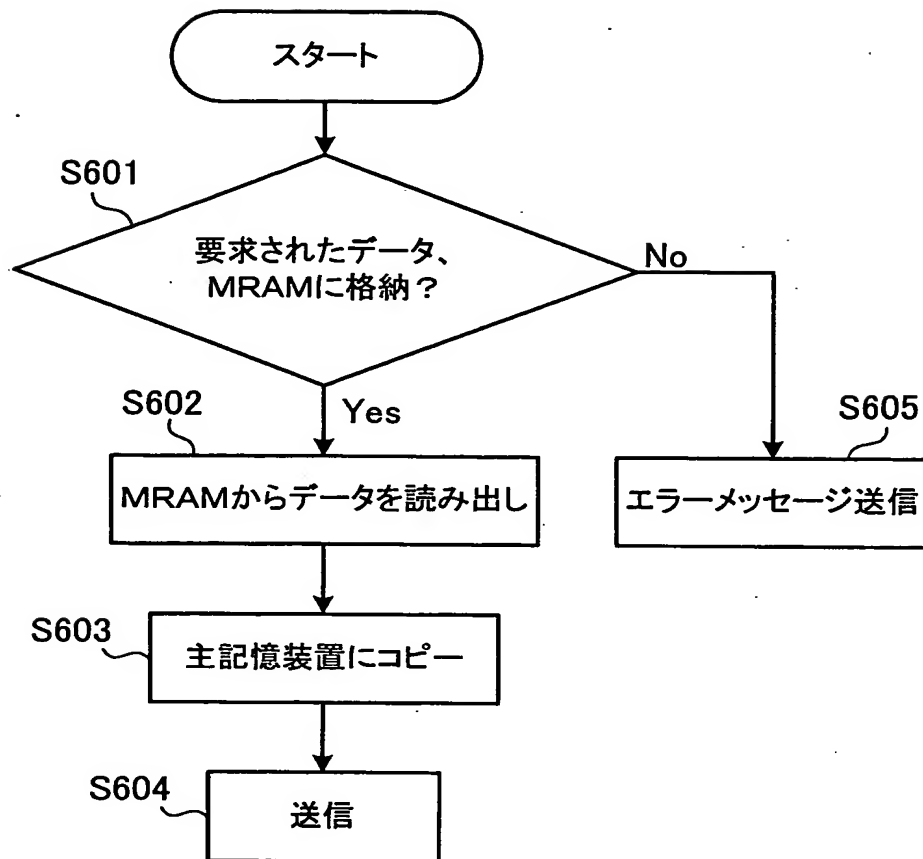 スタート
S601
要求されたデータ、
MRAMに格納?
No
S602
Yes
S605
MRAMからデータを読み出し
エラーメッセージ送信
S603
主記憶装置にコピー
S604
送信